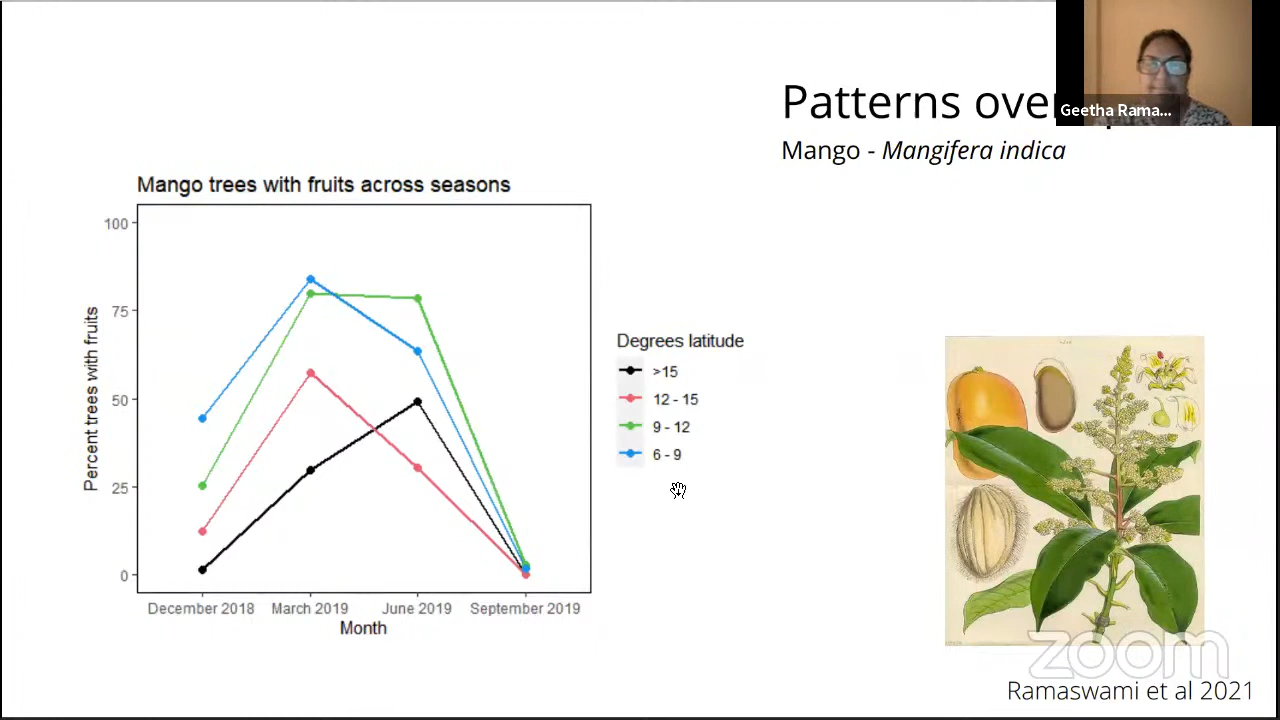 Patterns over
Mango - Mangifera indica
Geetha Rama...
Mango trees with fruits across seasons
Percent trees with fruits
100
75
50
25
0
December 2018 March 2019 June 2019 September 2019
Month
Degrees latitude
>15
12 - 15
9 - 12
6 - 9
zoom
Ramaswami et al 2021